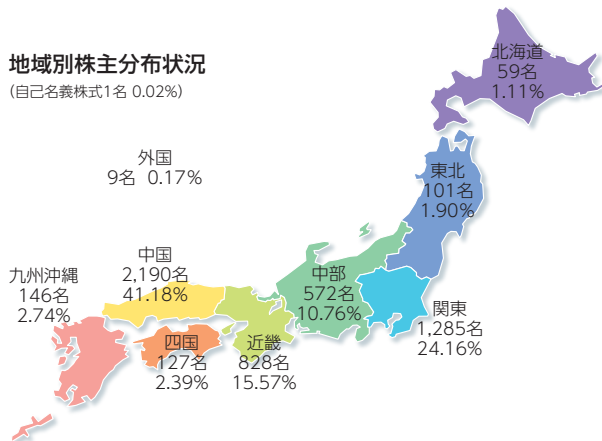 地域別株主分布状況
(自己名義株式1名 0.02%)
北海道
59名
1.11%
外国
9名 0.17%
東北
101名
1.90%
中国
2,190名
41.18%
九州沖縄
146名
2.74%
中部
572名
10.76%
関東
1,285名
24.16%
四国
127名
2.39%
近畿
828名
15.57%